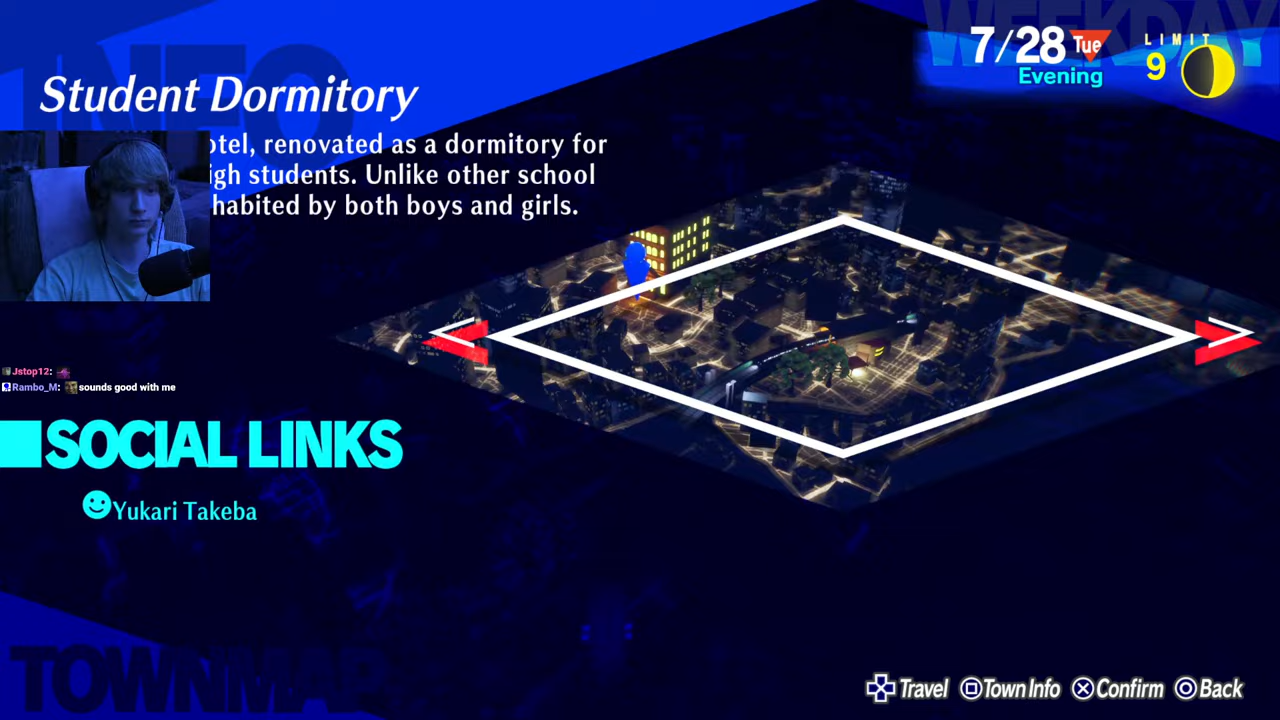 WEEKDAY
7/28 Tue
Evening
LIMIT
9
INFO
Student Dormitory
otel, renovated as a dormitory for
igh students. Unlike other school
habited by both boys and girls.
Jstop12:
Rambo_M: sounds good with me
SOCIAL LINKS
Yukari Takeba
TOWNMAP
Travel Town Info Confirm Back